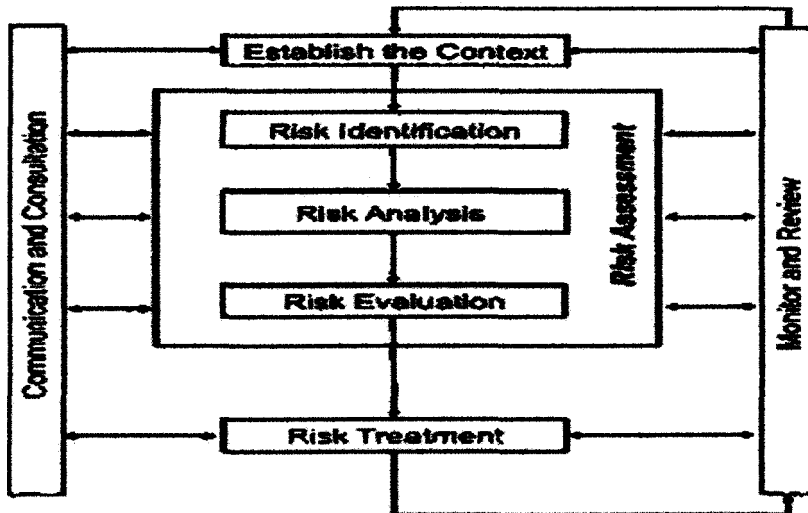 Establish the Context
Communication and Consultation
Risk Identification
Risk Analysis
Risk Evaluation
Risk Assessment
Monitor and Review
Risk Treatment